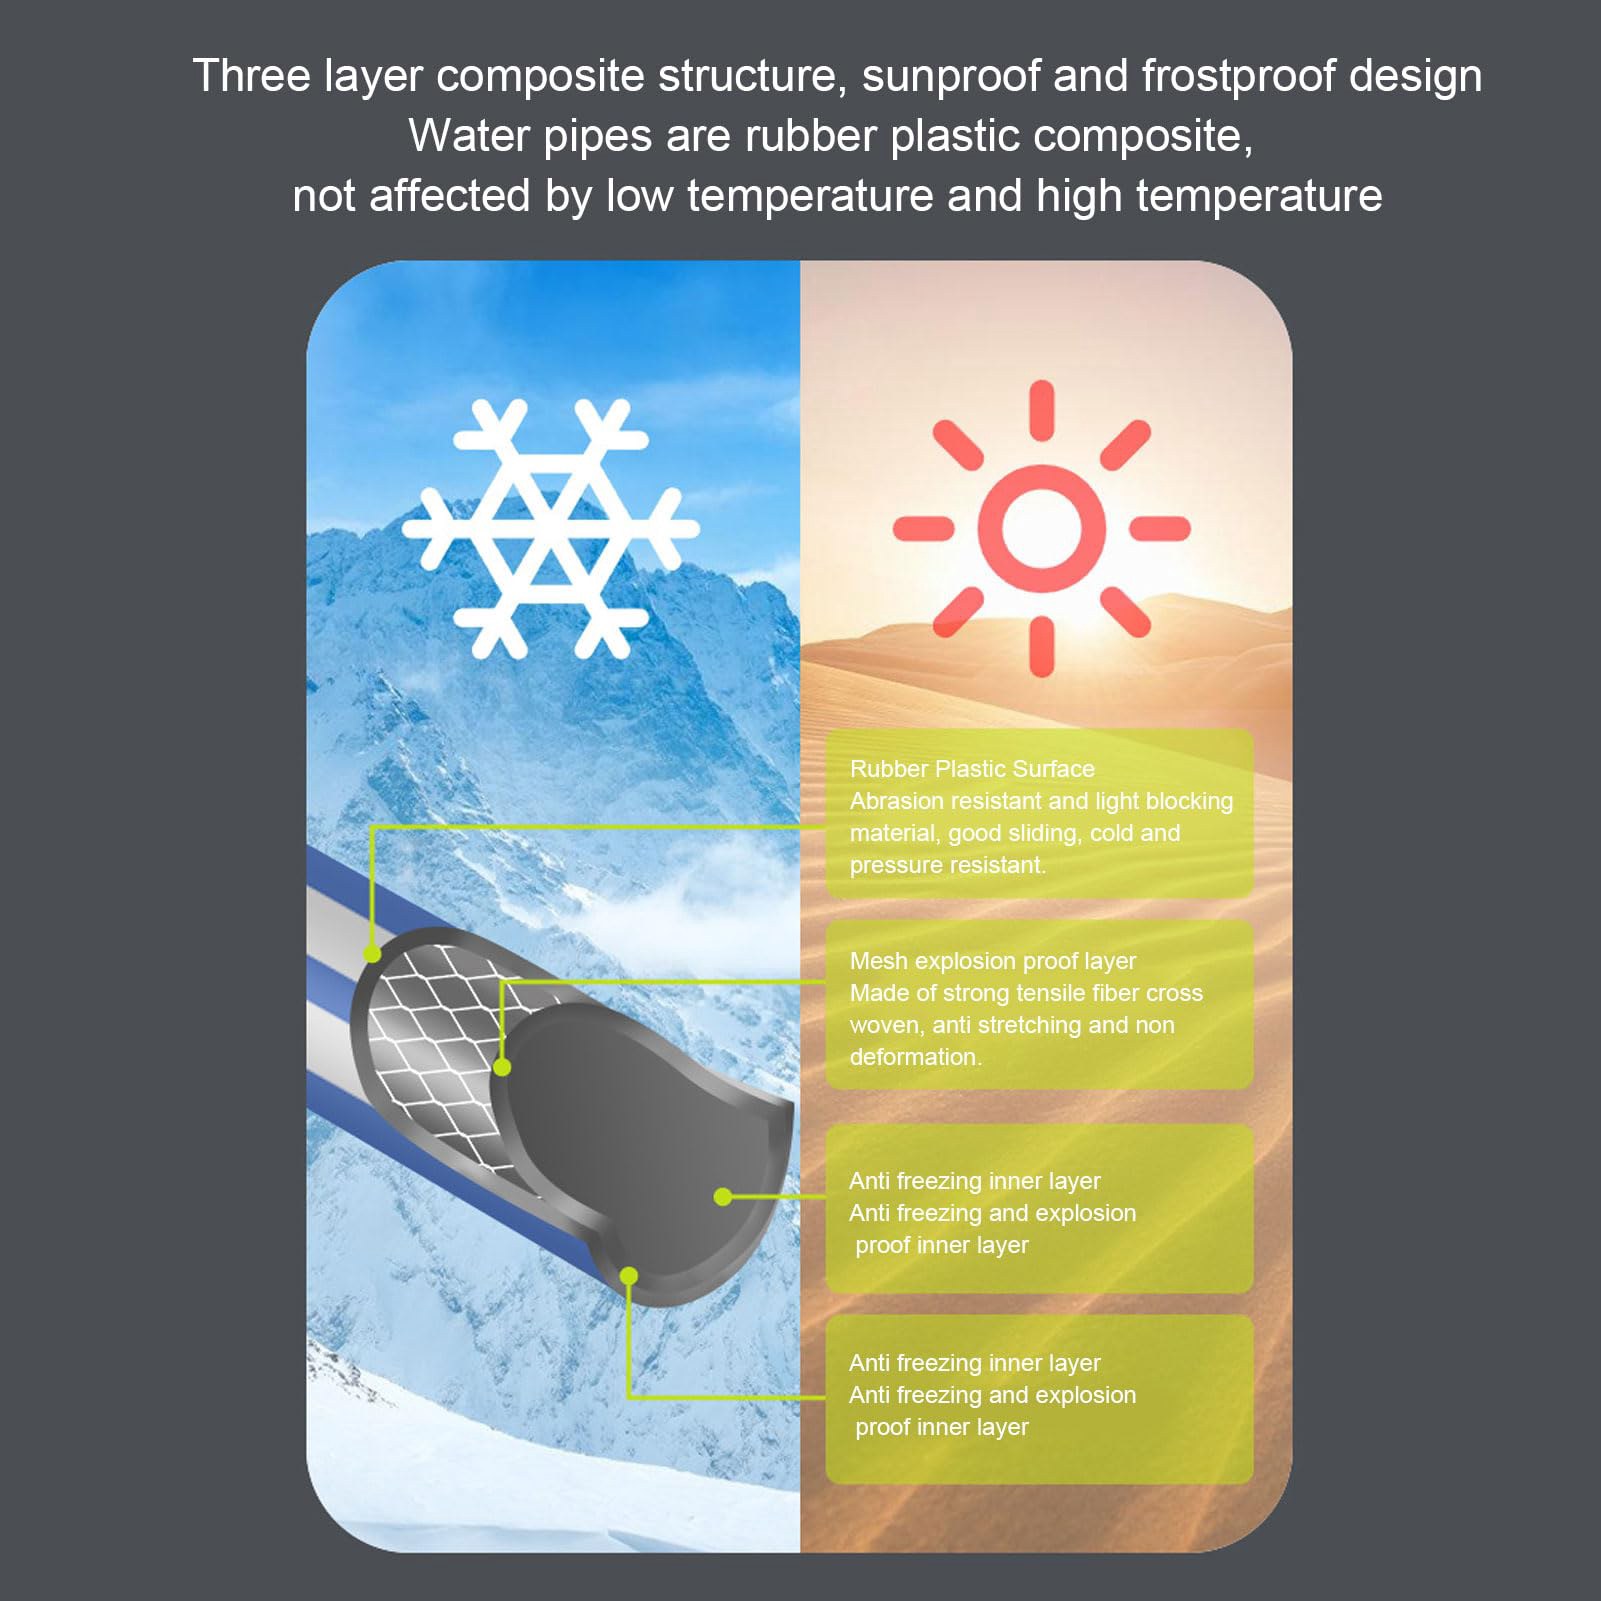 Three layer composite structure, sunproof and frostproof design
Water pipes are rubber plastic composite,
not affected by low temperature and high temperature
Rubber Plastic Surface
Abrasion resistant and light blocking
material, good sliding, cold and
pressure resistant.
Mesh explosion proof layer
Made of strong tensile fiber cross
woven, anti stretching and non
deformation.
Anti freezing inner layer
Anti freezing and explosion
proof inner layer
Anti freezing inner layer
Anti freezing and explosion
proof inner layer